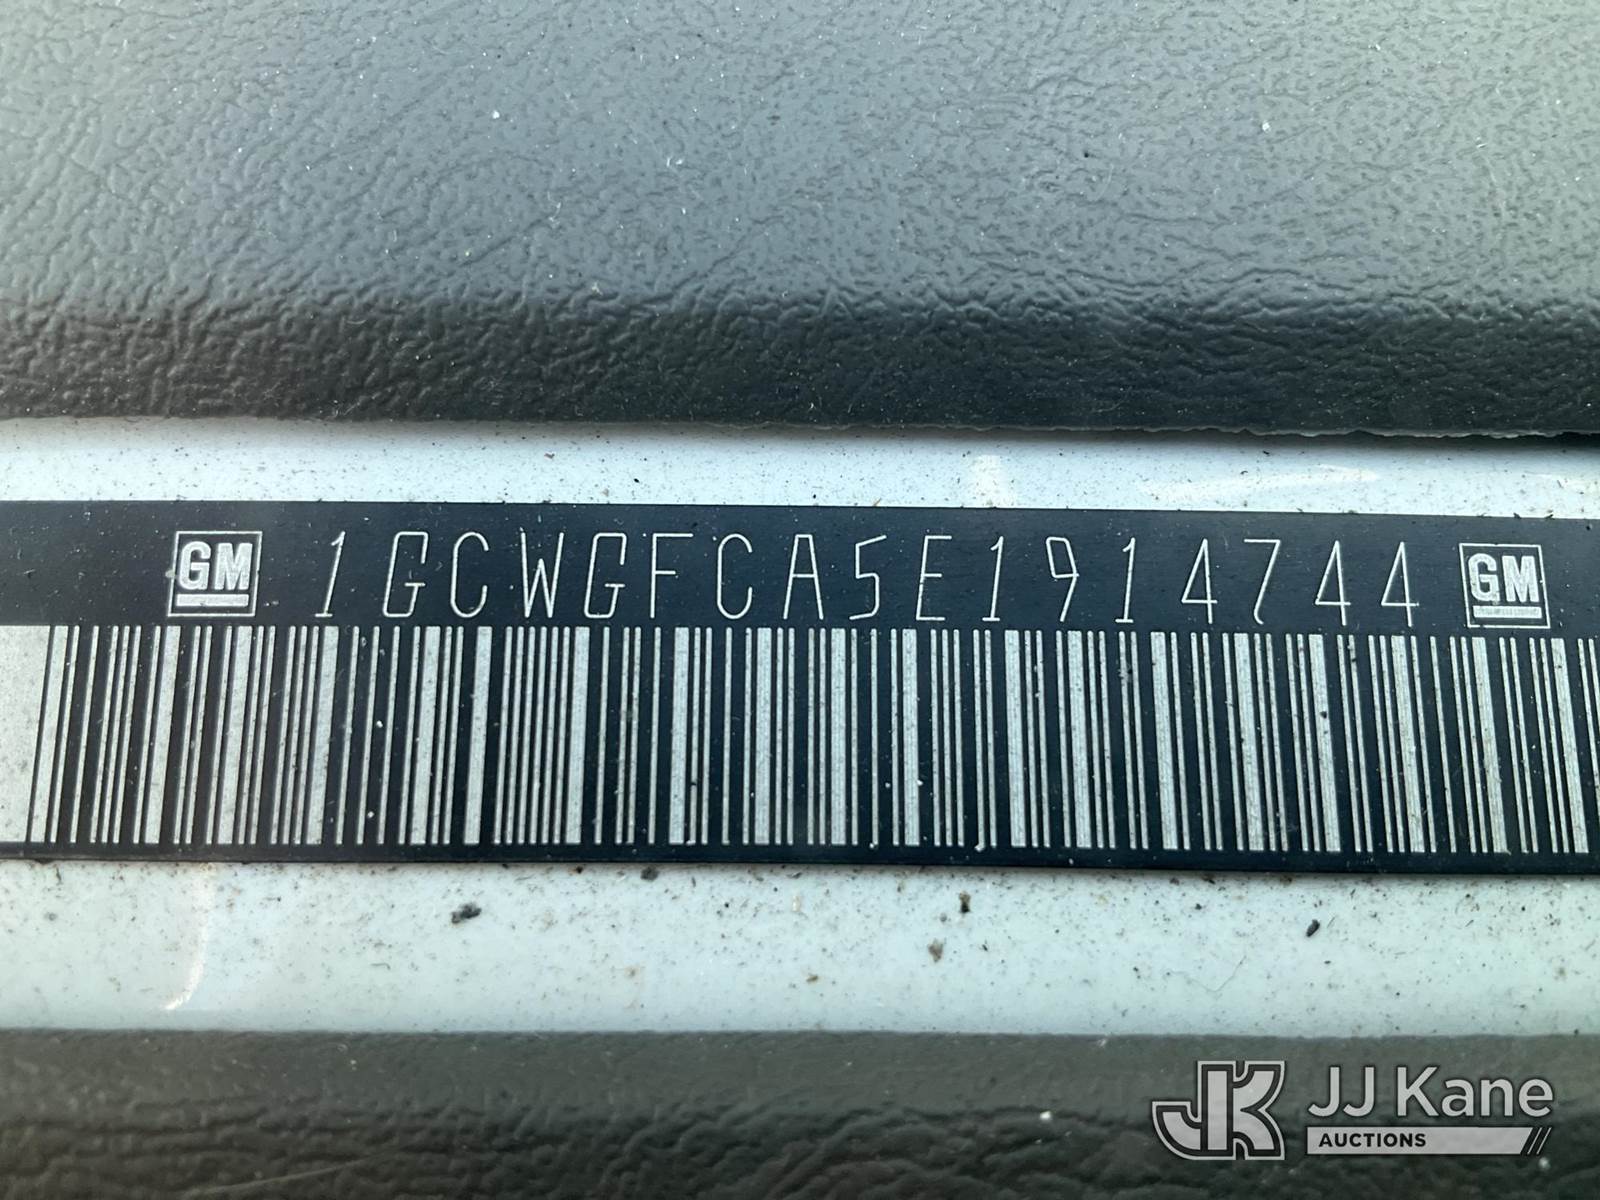 GM 1GCWGFCA5E1914744 GM
JJ Kane
AUCTIONS